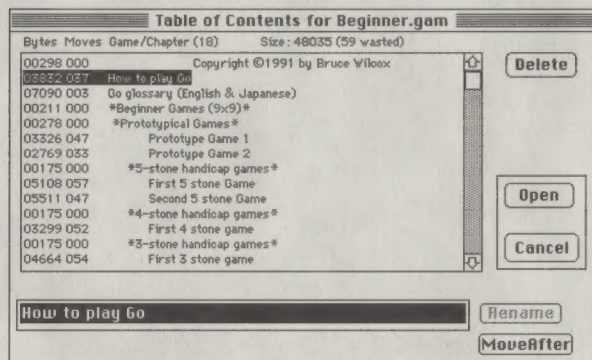 Table of Contents for Beginner.gam
Bytes Moves Game/Chapter (18) Size: 48035 (59 wasted)
00298 000 Copyright ©1991 by Bruce Wilcox
03832 037 How to play Go
07090 003 Go glossary (English & Japanese)
00211 000 *Beginner Games (9x9)*
00278 000 *Prototypical Games*
03326 047 Prototype Game 1
02769 033 Prototype Game 2
00175 000 *5-stone handicap games*
05108 057 First 5 stone Game
05511 047 Second 5 stone Game
00175 000 *4-stone handicap games*
03299 052 First 4 stone game
00175 000 *3-stone handicap games*
04664 054 First 3 stone game
Delete
Open
Cancel
How to play Go
Rename
MoveAfter